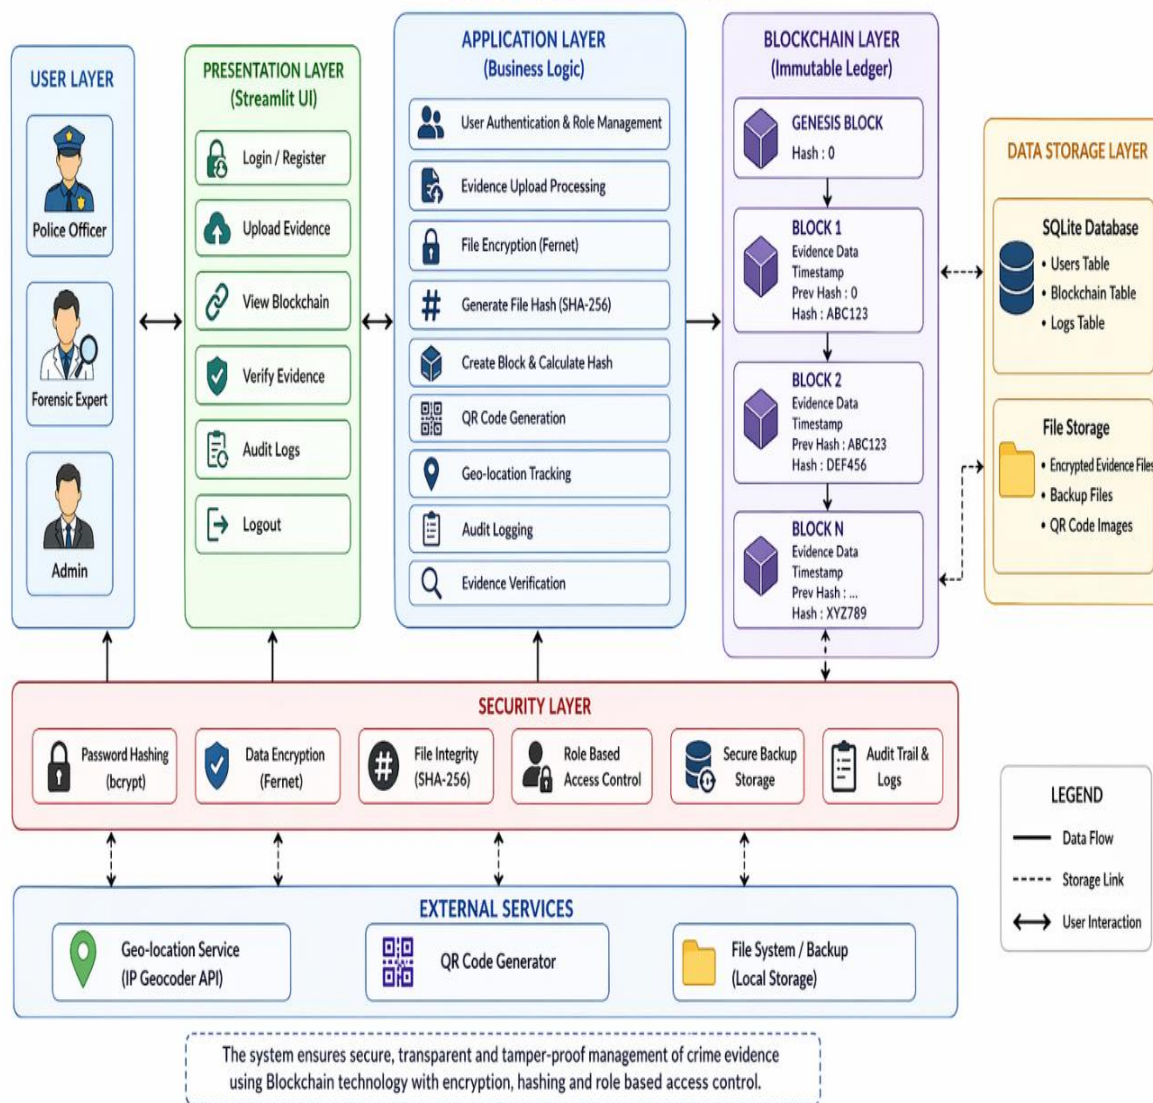 USER LAYER
Police Officer
Forensic Expert
Admin
PRESENTATION LAYER
(Streamlit UI)
Login / Register
Upload Evidence
View Blockchain
Verify Evidence
Audit Logs
Logout
APPLICATION LAYER
(Business Logic)
User Authentication & Role Management
Evidence Upload Processing
File Encryption (Fernet)
Generate File Hash (SHA-256)
Create Block & Calculate Hash
QR Code Generation
Geo-location Tracking
Audit Logging
Evidence Verification
BLOCKCHAIN LAYER
(Immutable Ledger)
GENESIS BLOCK
Hash : 0
BLOCK 1
Evidence Data
Timestamp
Prev Hash : 0
Hash : ABC123
BLOCK 2
Evidence Data
Timestamp
Prev Hash : ABC123
Hash : DEF456
BLOCK N
Evidence Data
Timestamp
Prev Hash : ...
Hash : XYZ789
DATA STORAGE LAYER
SQLite Database
• Users Table
• Blockchain Table
• Logs Table
File Storage
• Encrypted Evidence Files
• Backup Files
• QR Code Images
SECURITY LAYER
#
Password Hashing
(bcrypt)
Data Encryption
(Fernet)
File Integrity
(SHA-256)
Role Based
Access Control
Secure Backup
Storage
Audit Trail &
Logs
LEGEND
Data Flow
Storage Link
User Interaction
EXTERNAL SERVICES
Geo-location Service
(IP Geocoder API)
QR Code Generator
File System / Backup
(Local Storage)
The system ensures secure, transparent and tamper-proof management of crime evidence
using Blockchain technology with encryption, hashing and role based access control.